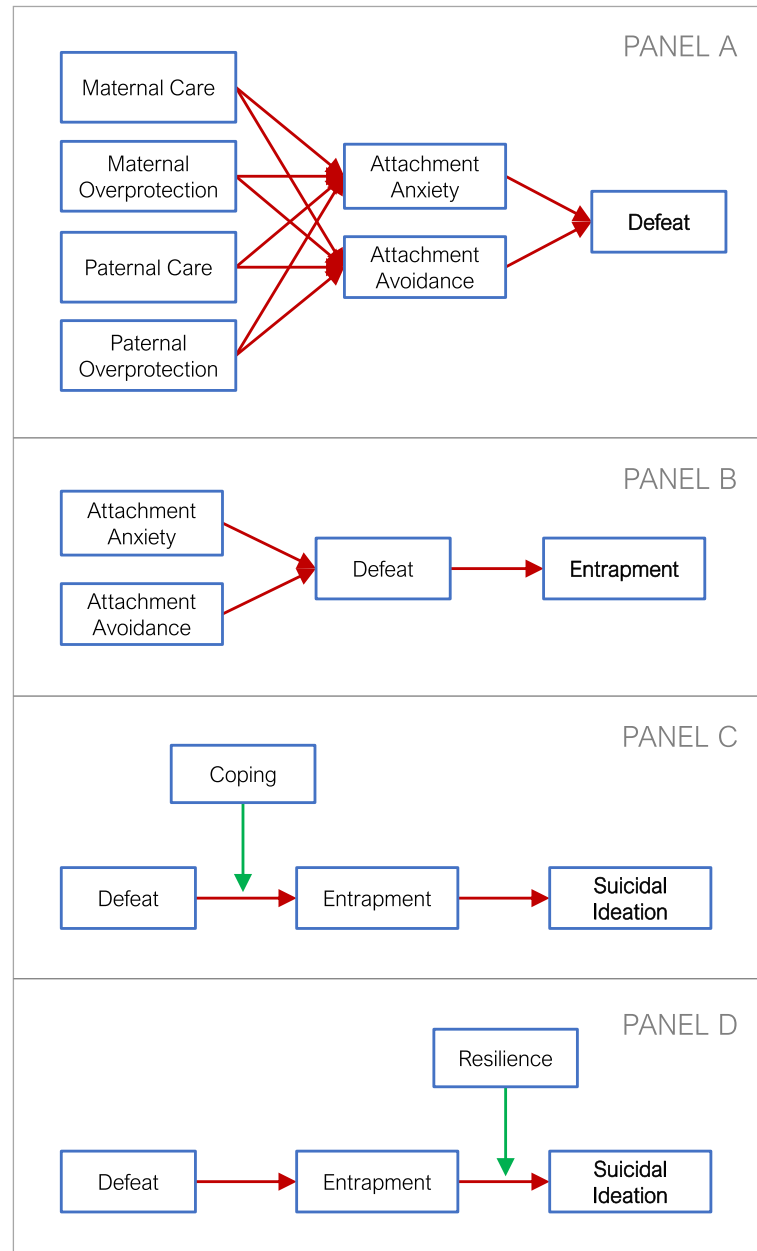 PANEL A
Maternal Care
Maternal
Overprotection
Paternal Care
Paternal
Overprotection
Attachment
Anxiety
Attachment
Avoidance
Defeat
PANEL B
Attachment
Anxiety
Attachment
Avoidance
Defeat
Entrapment
PANEL C
Coping
Defeat
Entrapment
Suicidal
Ideation
PANEL D
Resilience
Defeat
Entrapment
Suicidal
Ideation